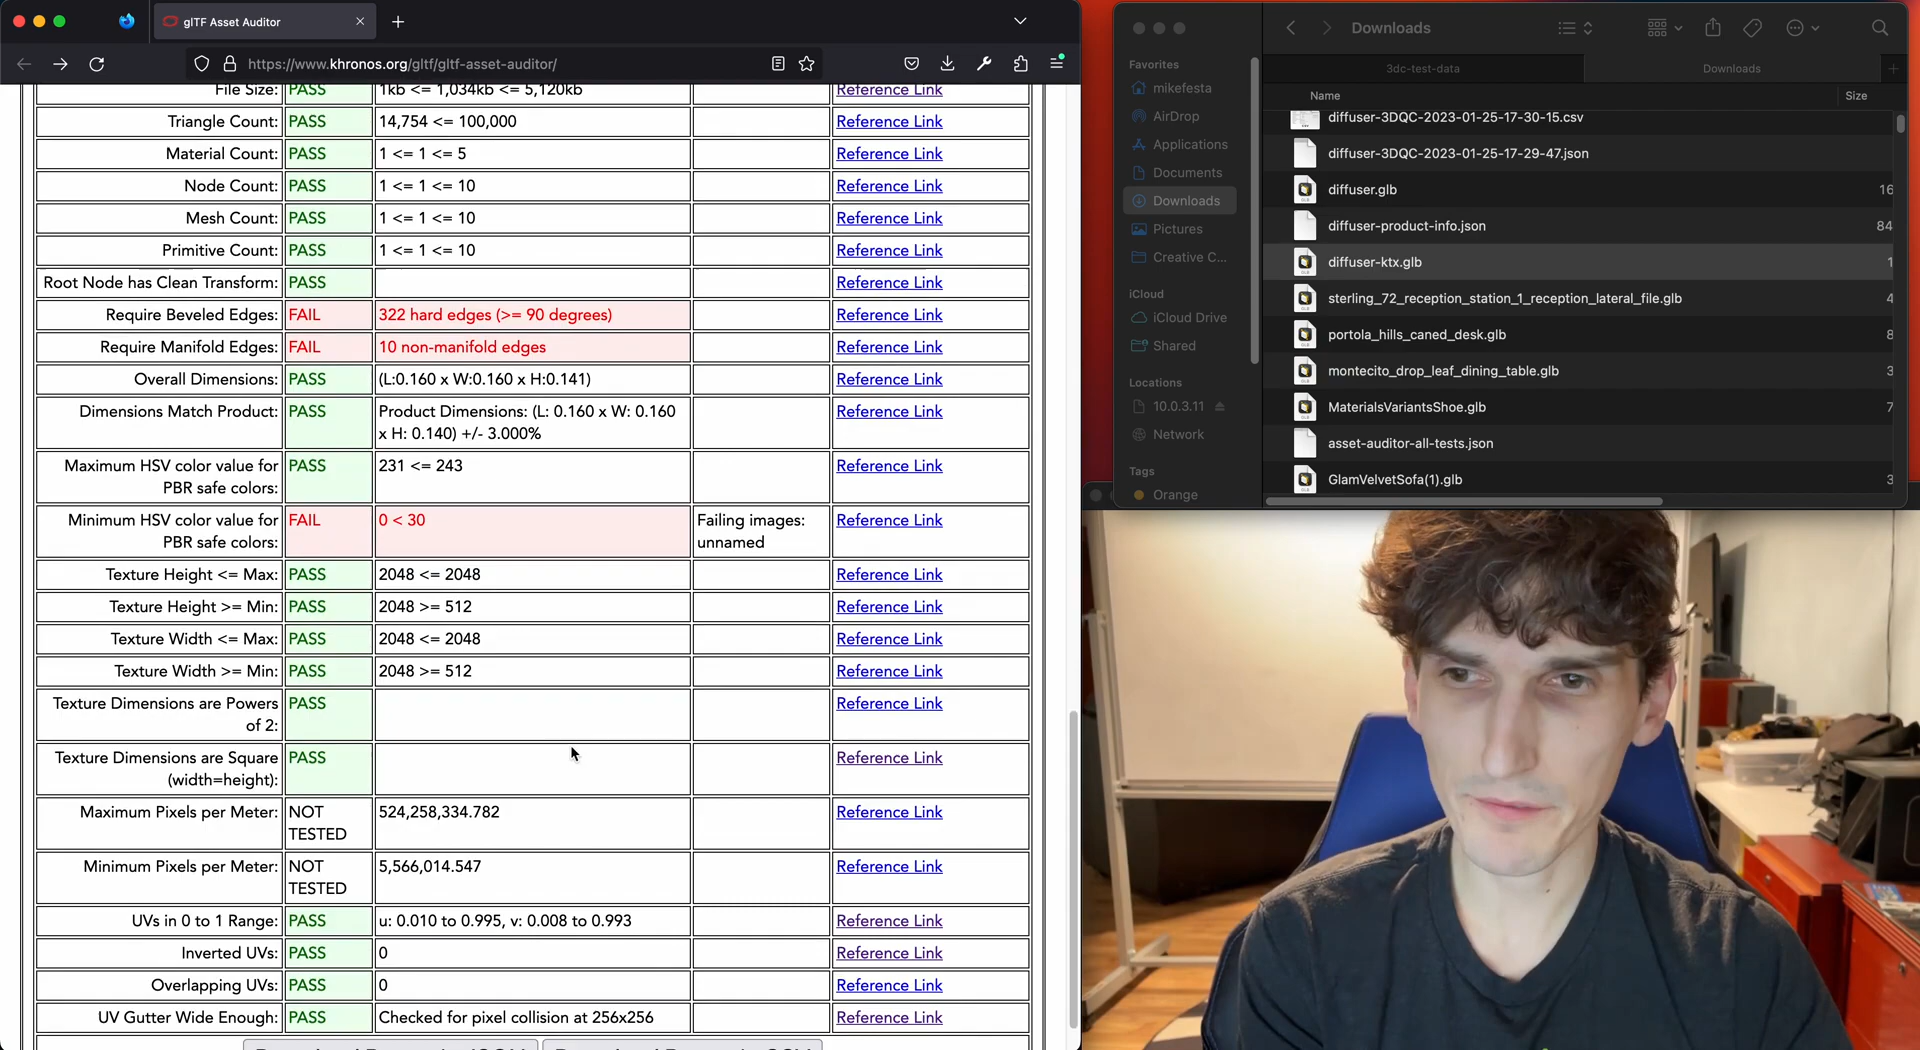 glTF Asset Auditor
https://www.khronos.org/gltf/gltf-asset-auditor/
File Size: PASS 1kb <= 1,034kb <= 5,120kb Reference Link
Triangle Count: PASS 14,754 <= 100,000 Reference Link
Material Count: PASS 1 <= 1 <= 5 Reference Link
Node Count: PASS 1 <= 1 <= 10 Reference Link
Mesh Count: PASS 1 <= 1 <= 10 Reference Link
Primitive Count: PASS 1 <= 1 <= 10 Reference Link
Root Node has Clean Transform: PASS Reference Link
Require Beveled Edges: FAIL 322 hard edges (>= 90 degrees) Reference Link
Require Manifold Edges: FAIL 10 non-manifold edges Reference Link
Overall Dimensions: PASS (L:0.160 x W:0.160 x H:0.141) Reference Link
Dimensions Match Product: PASS Product Dimensions: (L: 0.160 x W: 0.160 Reference Link
x H: 0.140) +/- 3.000%
Maximum HSV color value for PASS 231 <= 243 Reference Link
PBR safe colors:
Minimum HSV color value for FAIL 0 < 30 Failing images: Reference Link
PBR safe colors: unnamed
Texture Height <= Max: PASS 2048 <= 2048 Reference Link
Texture Height >= Min: PASS 2048 >= 512 Reference Link
Texture Width <= Max: PASS 2048 <= 2048 Reference Link
Texture Width >= Min: PASS 2048 >= 512 Reference Link
Texture Dimensions are Powers PASS Reference Link
of 2:
Texture Dimensions are Square PASS Reference Link
(width=height):
Maximum Pixels per Meter: NOT 524,258,334.782 Reference Link
TESTED
Minimum Pixels per Meter: NOT 5,566,014.547 Reference Link
TESTED
UVs in 0 to 1 Range: PASS u: 0.010 to 0.995, v: 0.008 to 0.993 Reference Link
Inverted UVs: PASS 0 Reference Link
Overlapping UVs: PASS 0 Reference Link
UV Gutter Wide Enough: PASS Checked for pixel collision at 256x256 Reference Link
Downloads
3dc-test-data Downloads
Favorites
mikefesta
AirDrop
Applications
Documents
Downloads
Pictures
Creative C...
iCloud
iCloud Drive
Shared
Locations
10.0.3.11
Network
Tags
Orange
Name Size
diffuser-3DQC-2023-01-25-17-30-15.csv
diffuser-3DQC-2023-01-25-17-29-47.json
diffuser.glb 16
diffuser-product-info.json 84
diffuser-ktx.glb 1
sterling_72_reception_station_1_reception_lateral_file.glb 4
portola_hills_caned_desk.glb 8
montecito_drop_leaf_dining_table.glb 3
MaterialsVariantsShoe.glb 7
asset-auditor-all-tests.json
GlamVelvetSofa(1).glb 3